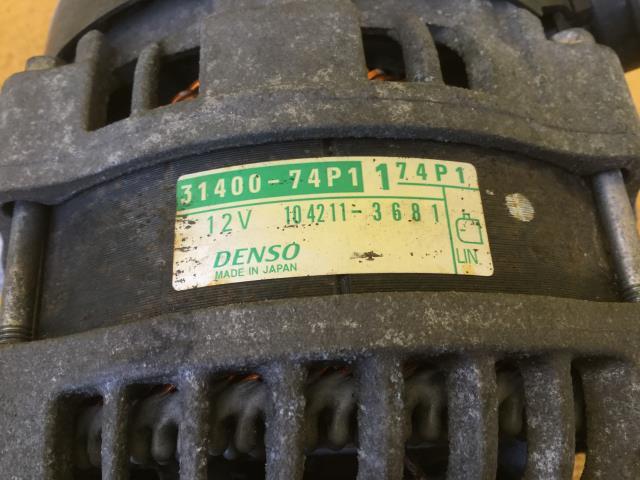 31400-74P1 1 74P1
12V 104211-3681
DENSO
MADE IN JAPAN
LIN